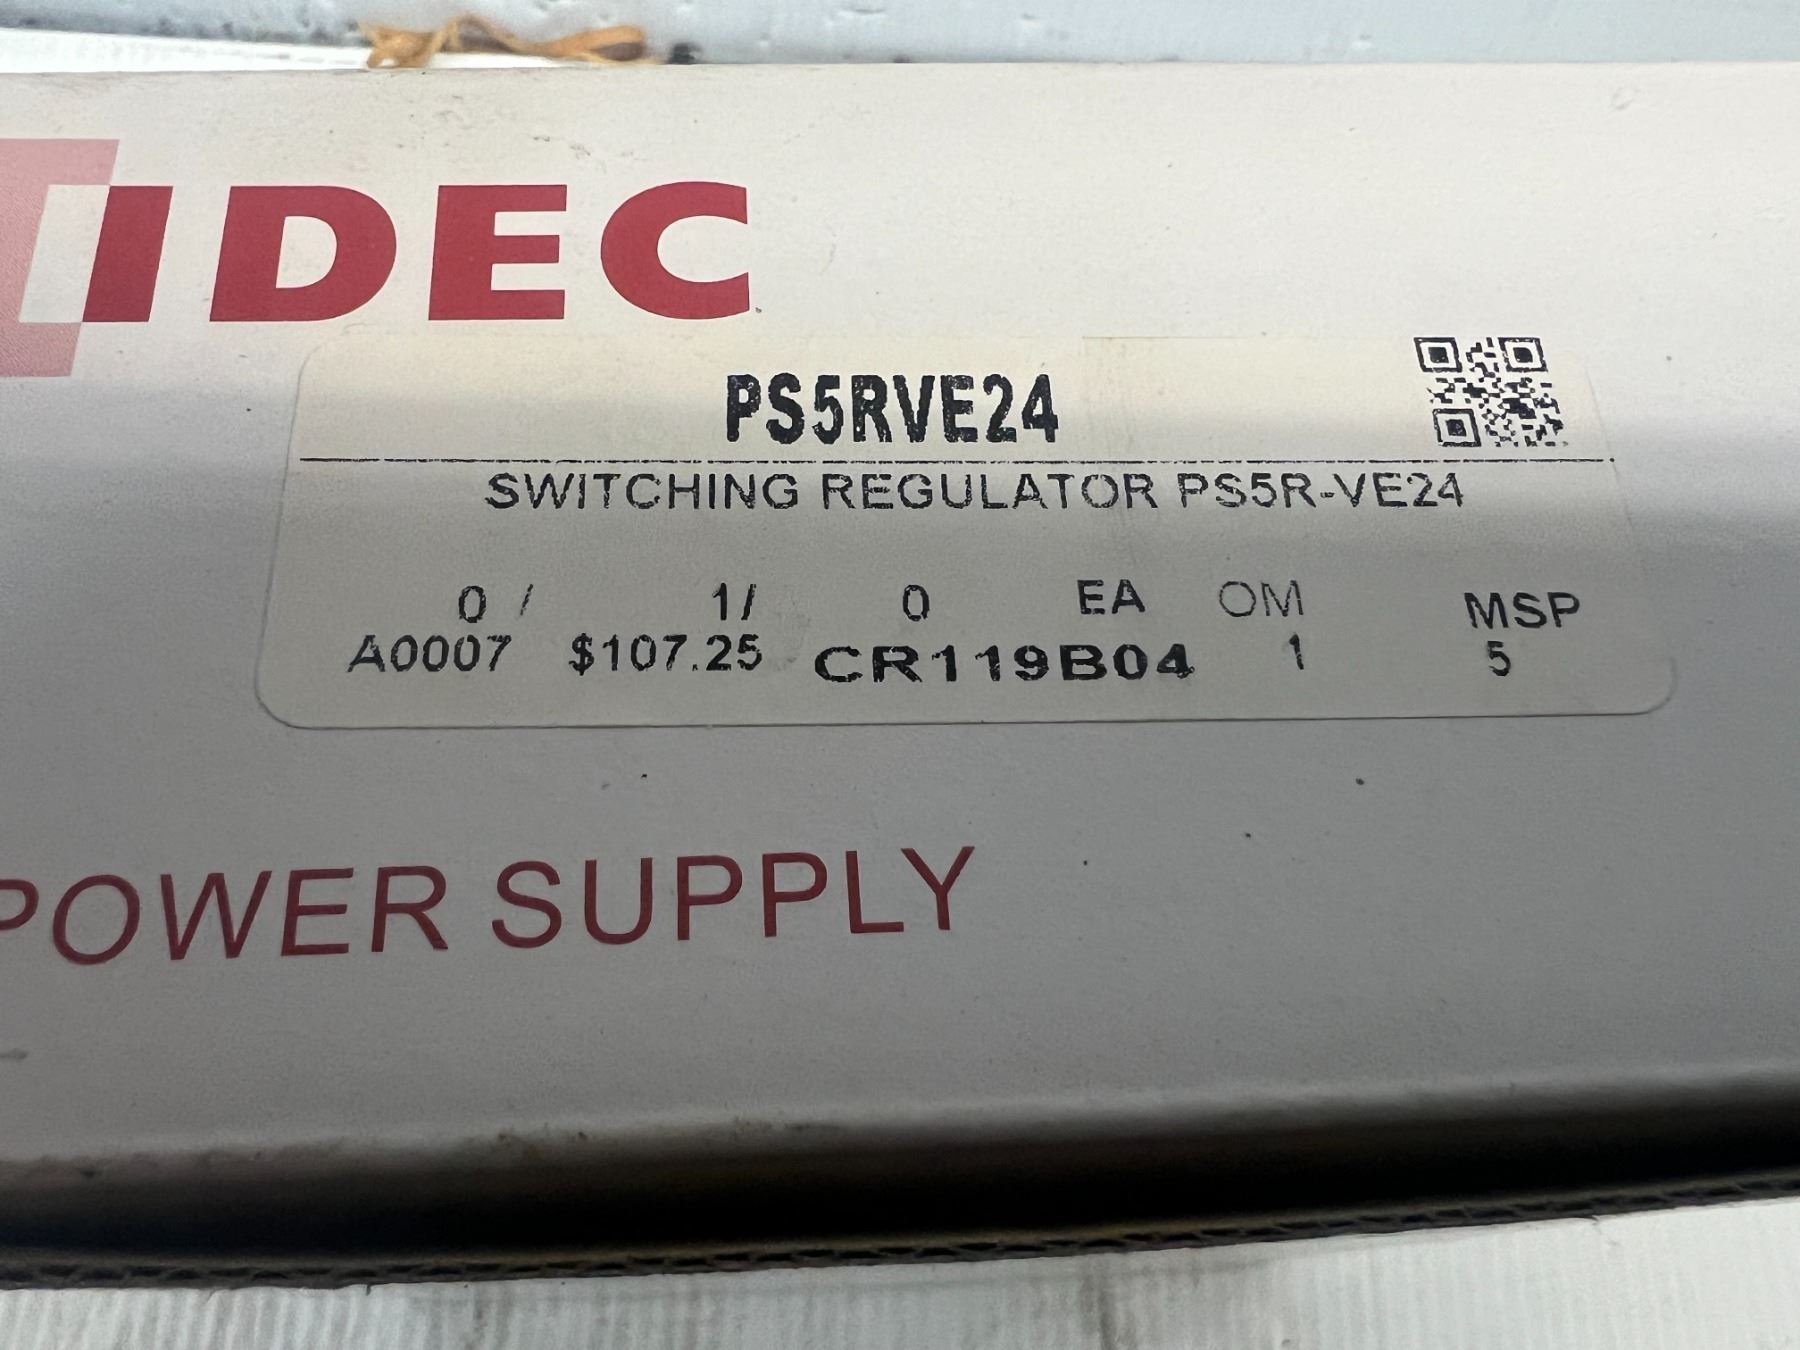 IDEC
PS5RVE24
SWITCHING REGULATOR PS5R-VE24
0 / 1/ 0 EA OM MSP
A0007 $107.25 CR119B04 1 5
POWER SUPPLY